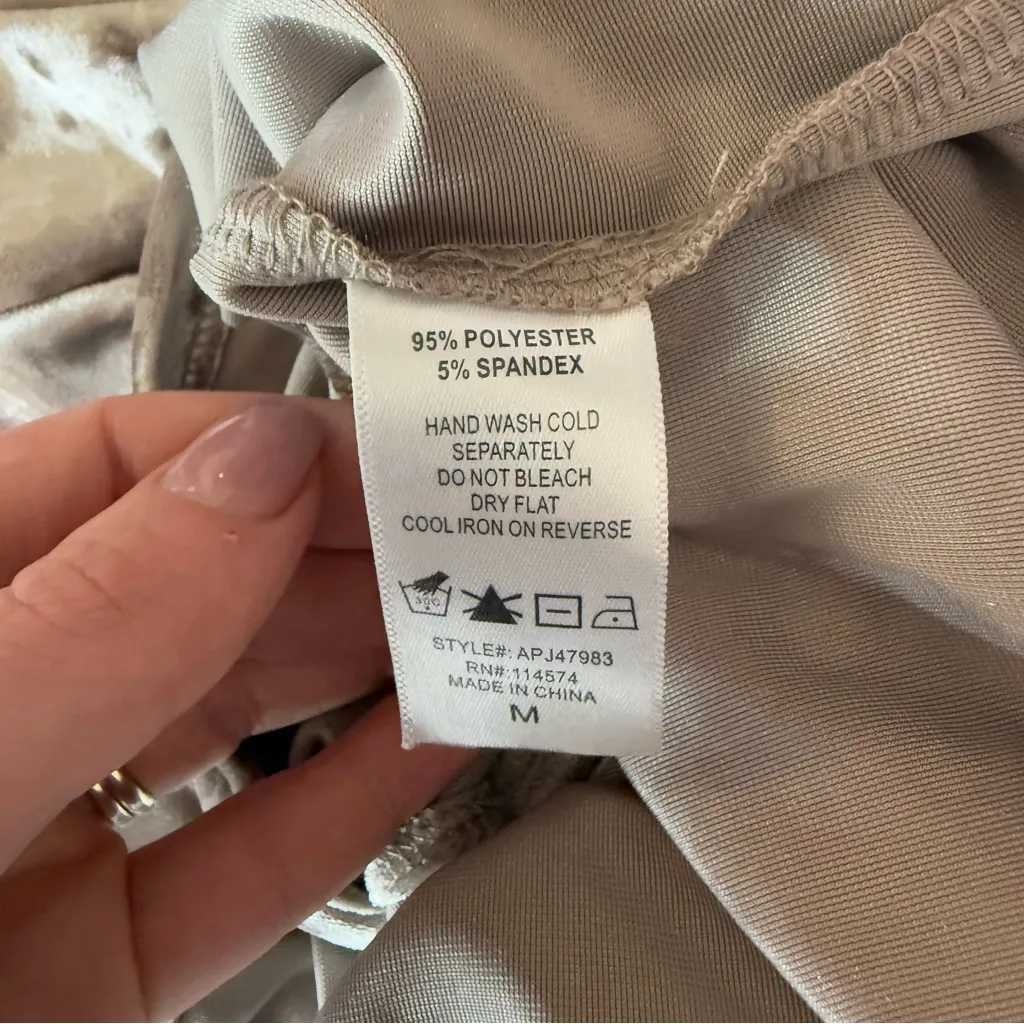 95% POLYESTER
5% SPANDEX
HAND WASH COLD
SEPARATELY
DO NOT BLEACH
DRY FLAT
COOL IRON ON REVERSE
30C
STYLE#: APJ47983
RN#:114574
MADE IN CHINA
M